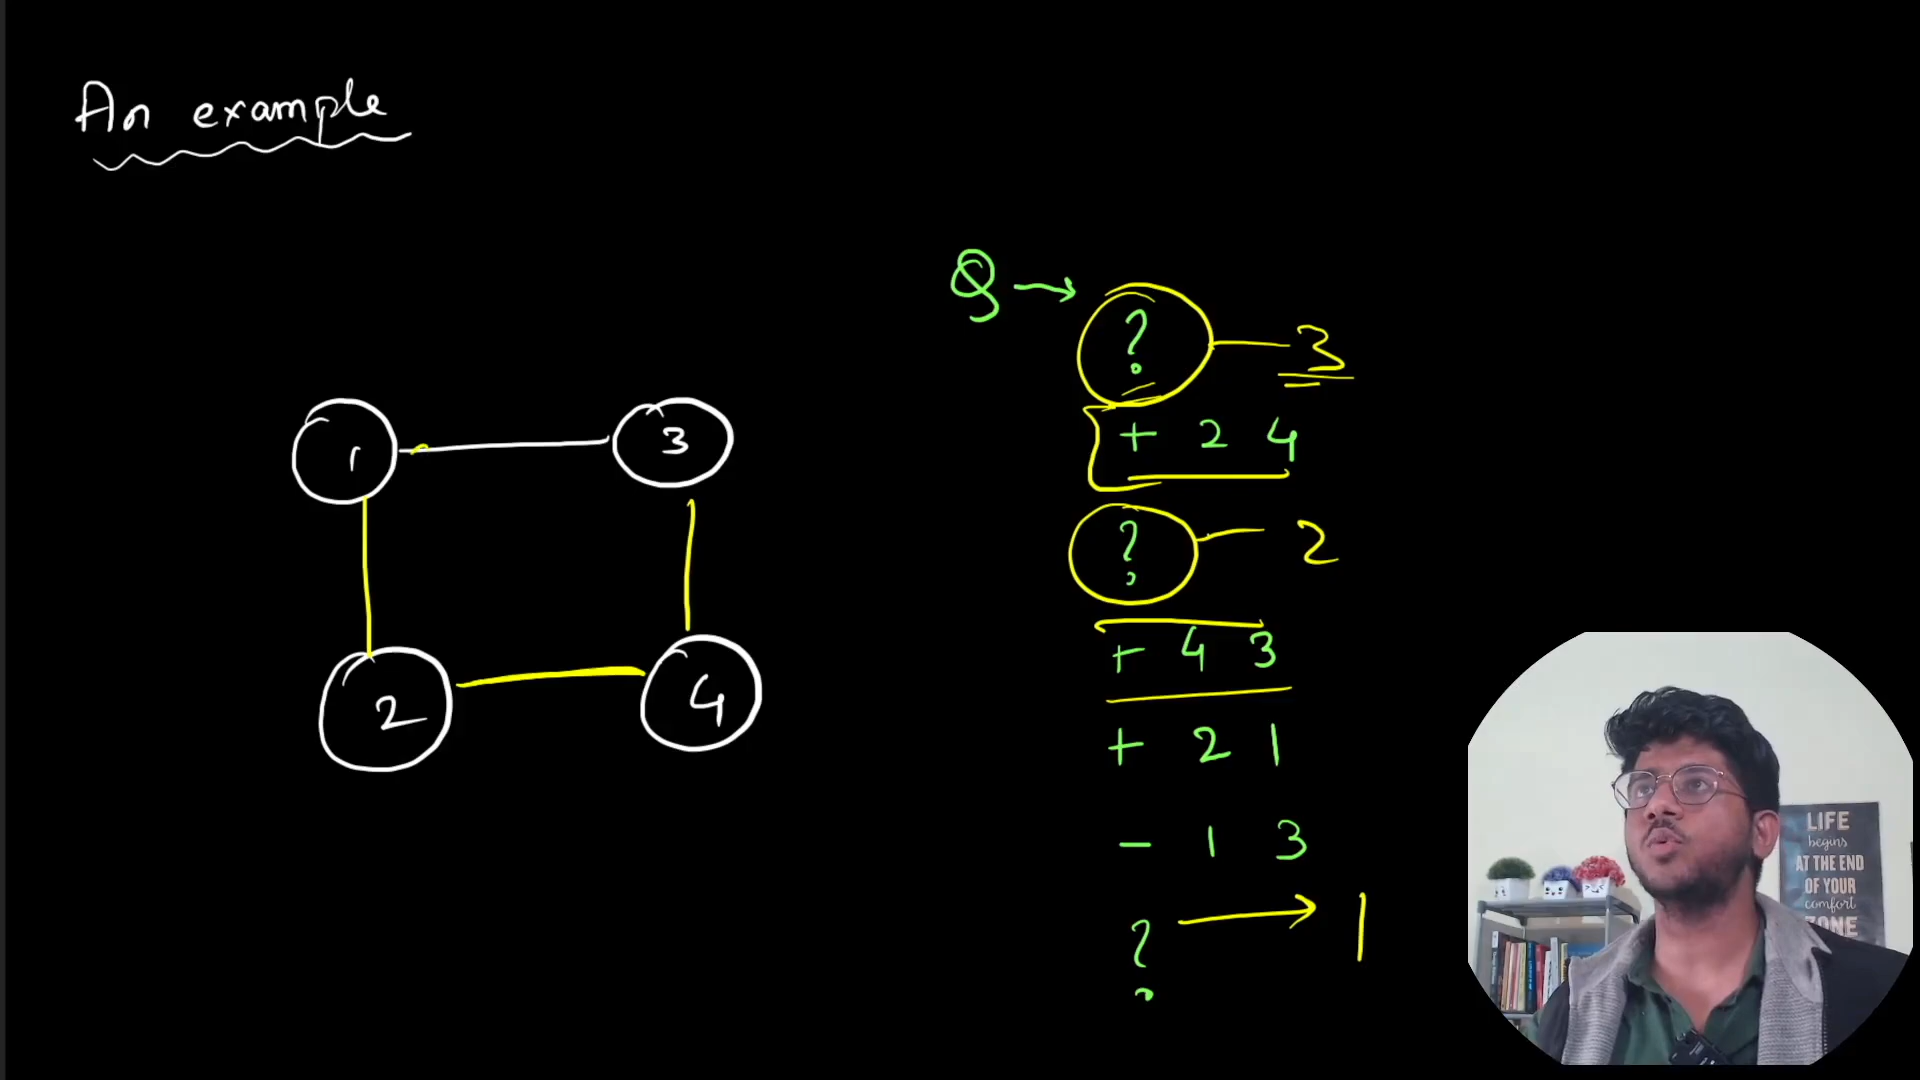 An example
Q → ? — 3
+ 2 4
? — 2
+ 4 3
+ 2 1
- 1 3
? → 1
1 3
2 4
LIFE
begins
AT THE END
OF YOUR
comfort
ZONE